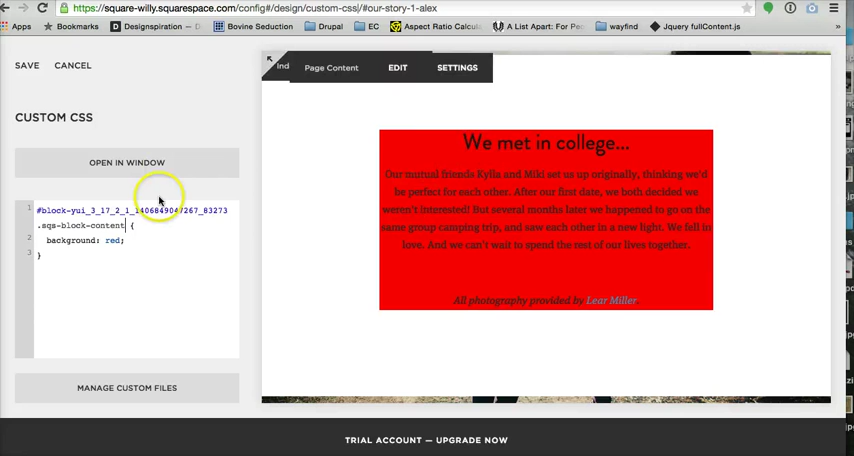 https://square-willy.squarespace.com/config#/design/custom-css/#our-story-1-alex
Apps Bookmarks Designspiration — Bovine Seduction Drupal EC Aspect Ratio Calcul A List Apart: For Peo wayfind Jquery fullContent.js »
SAVE CANCEL
Page Content EDIT SETTINGS
CUSTOM CSS
OPEN IN WINDOW
1 #block-yui_3_17_2_1_1406849047267_83273
.sqs-block-content {
2 background: red;
3 }
MANAGE CUSTOM FILES
We met in college...
Our mutual friends Kylla and Miki set us up originally, thinking we'd
be perfect for each other. After our first date, we both decided we
weren't interested! But several months later we happened to go on the
same group camping trip, and saw each other in a new light. We fell in
love. And we can't wait to spend the rest of our lives together.
All photography provided by Lear Miller
TRIAL ACCOUNT — UPGRADE NOW